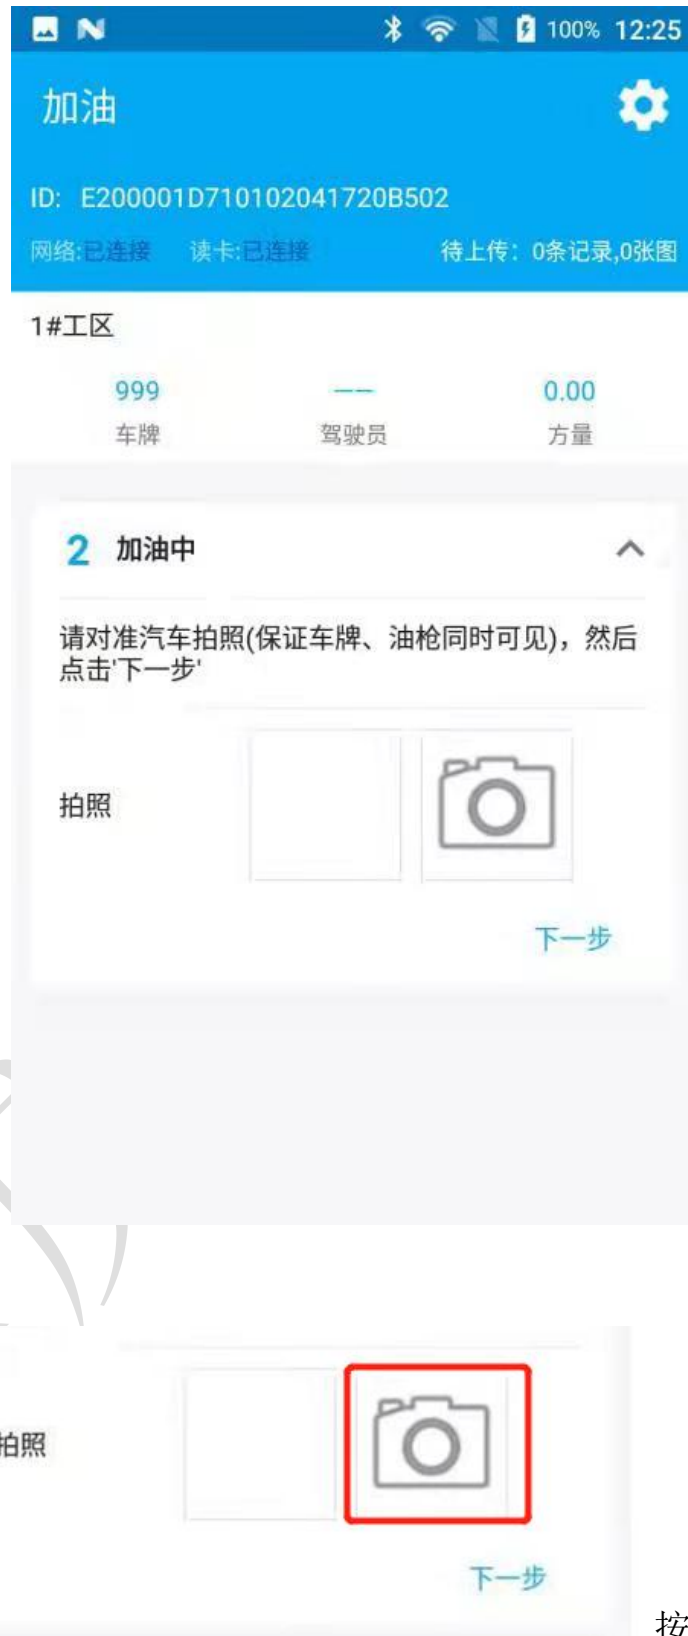 100% 12:25
加油
ID: E200001D710102041720B502
网络:已连接 读卡:已连接 待上传：0条记录,0张图
1#工区
999 —— 0.00
车牌 驾驶员 方量
2 加油中
请对准汽车拍照(保证车牌、油枪同时可见)，然后
点击'下一步'
拍照
下一步
拍照
下一步
按